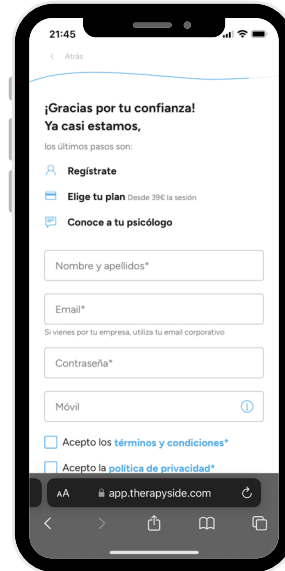 21:45
Atrás
¡Gracias por tu confianza!
Ya casi estamos,
los últimos pasos son:
Regístrate
Elige tu plan Desde 39€ la sesión
Conoce a tu psicólogo
Nombre y apellidos*
Email*
Si vienes por tu empresa, utiliza tu email corporativo
Contraseña*
Móvil
Acepto los términos y condiciones*
Acepto la política de privacidad*
AA app.therapyside.com